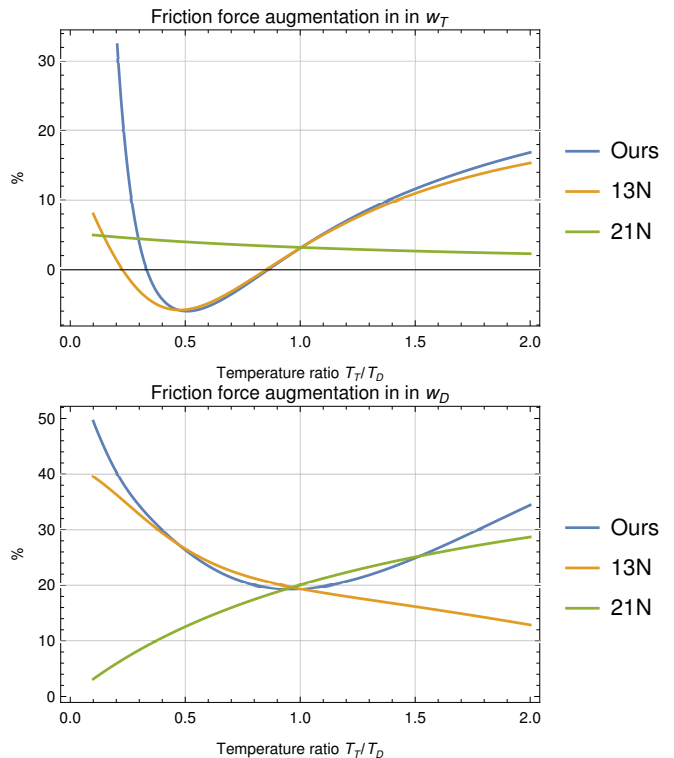 Friction force augmentation in in w_T
30
20
10
0
%
0.0 0.5 1.0 1.5 2.0
Temperature ratio T_T/T_D
Ours
13N
21N
Friction force augmentation in in w_D
50
40
30
20
10
0
%
0.0 0.5 1.0 1.5 2.0
Temperature ratio T_T/T_D
Ours
13N
21N